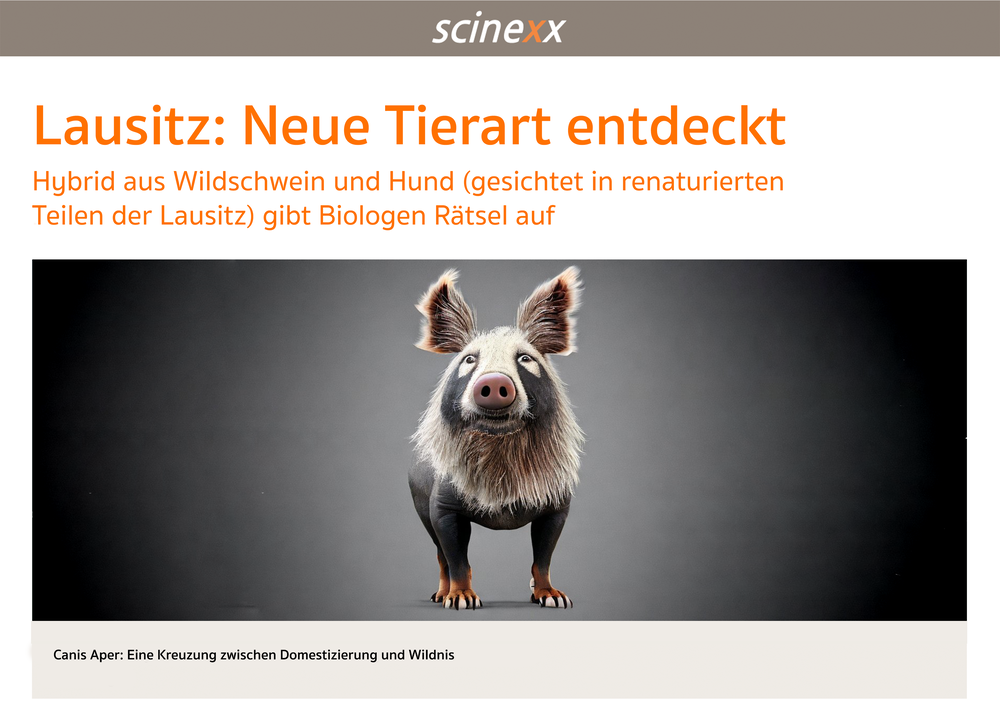 scinexx
Lausitz: Neue Tierart entdeckt
Hybrid aus Wildschwein und Hund (gesichtet in renaturierten
Teilen der Lausitz) gibt Biologen Rätsel auf
Canis Aper: Eine Kreuzung zwischen Domestizierung und Wildnis